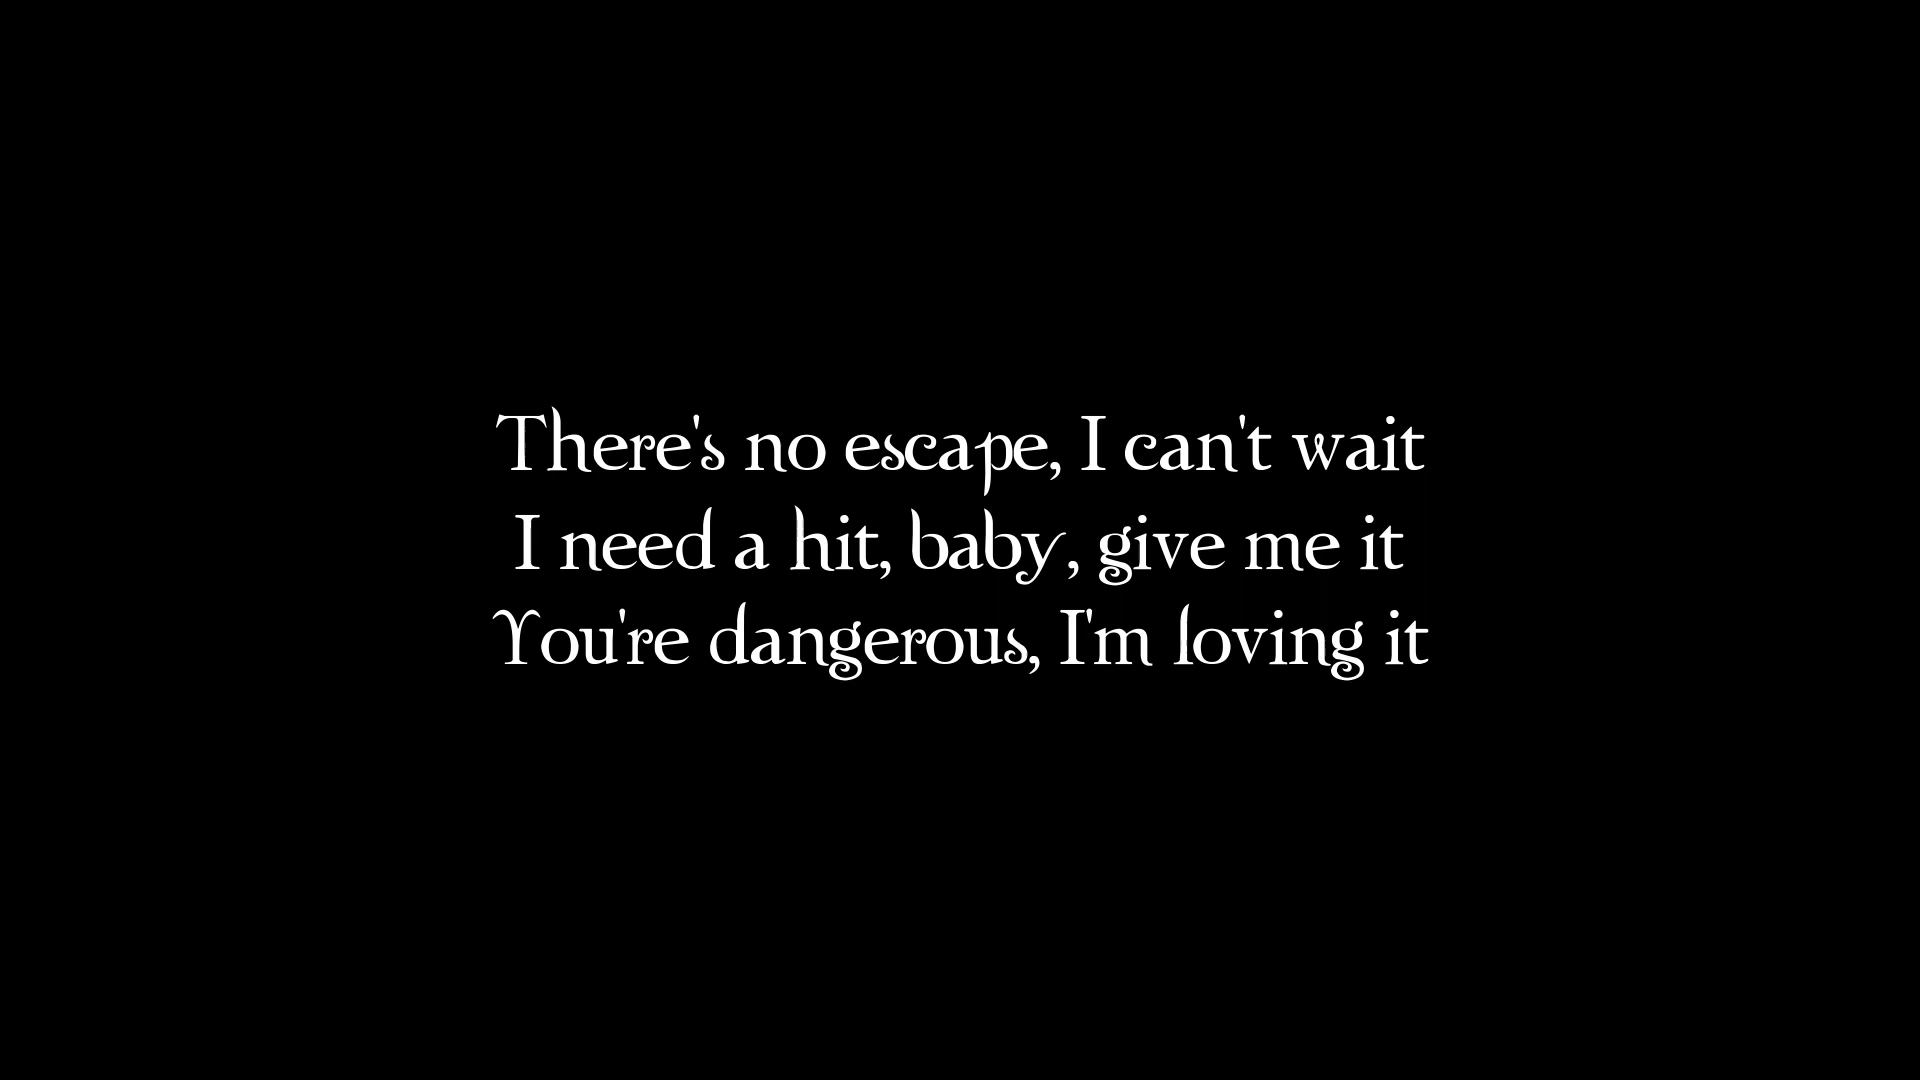 There's no escape, I can't wait
I need a hit, baby, give me it
You're dangerous, I'm loving it